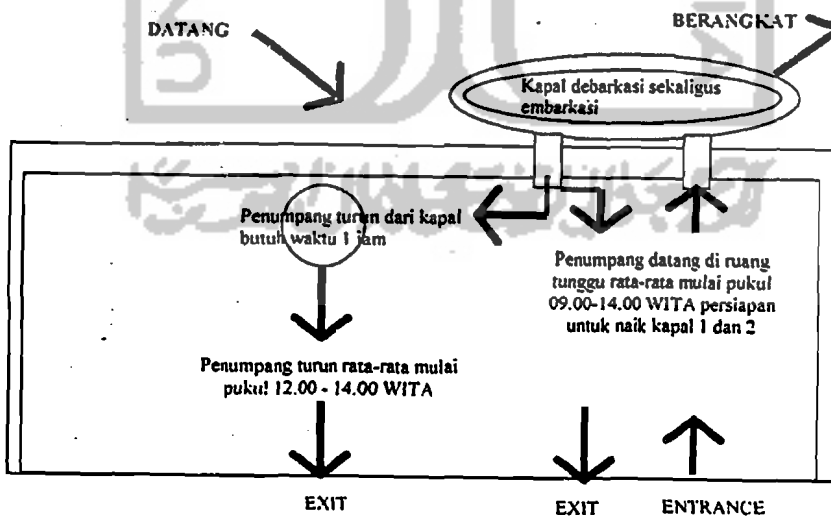 DATANG
BERANGKAT
Kapal debarkasi sekaligus
embarkasi
Penumpang turun dari kapal
butuh waktu 1 jam
Penumpang datang di ruang
tunggu rata-rata mulai pukul
09.00-14.00 WITA persiapan
untuk naik kapal 1 dan 2
Penumpang turun rata-rata mulai
pukul 12.00 - 14.00 WITA
EXIT
EXIT
ENTRANCE